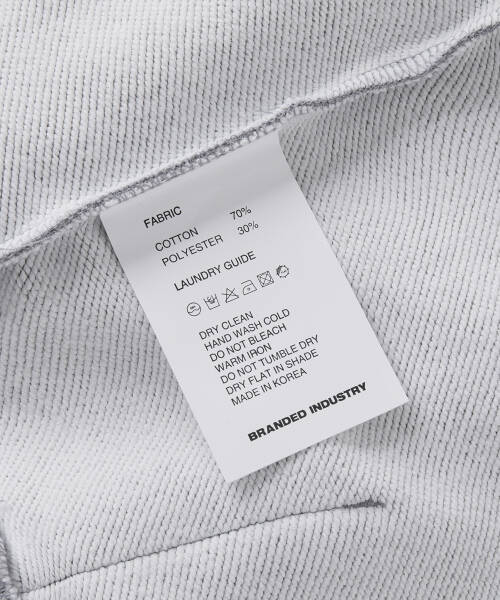 FABRIC
COTTON 70%
POLYESTER 30%
LAUNDRY GUIDE
DRY CLEAN
HAND WASH COLD
DO NOT BLEACH
WARM IRON
DO NOT TUMBLE DRY
DRY FLAT IN SHADE
MADE IN KOREA
BRANDED INDUSTRY